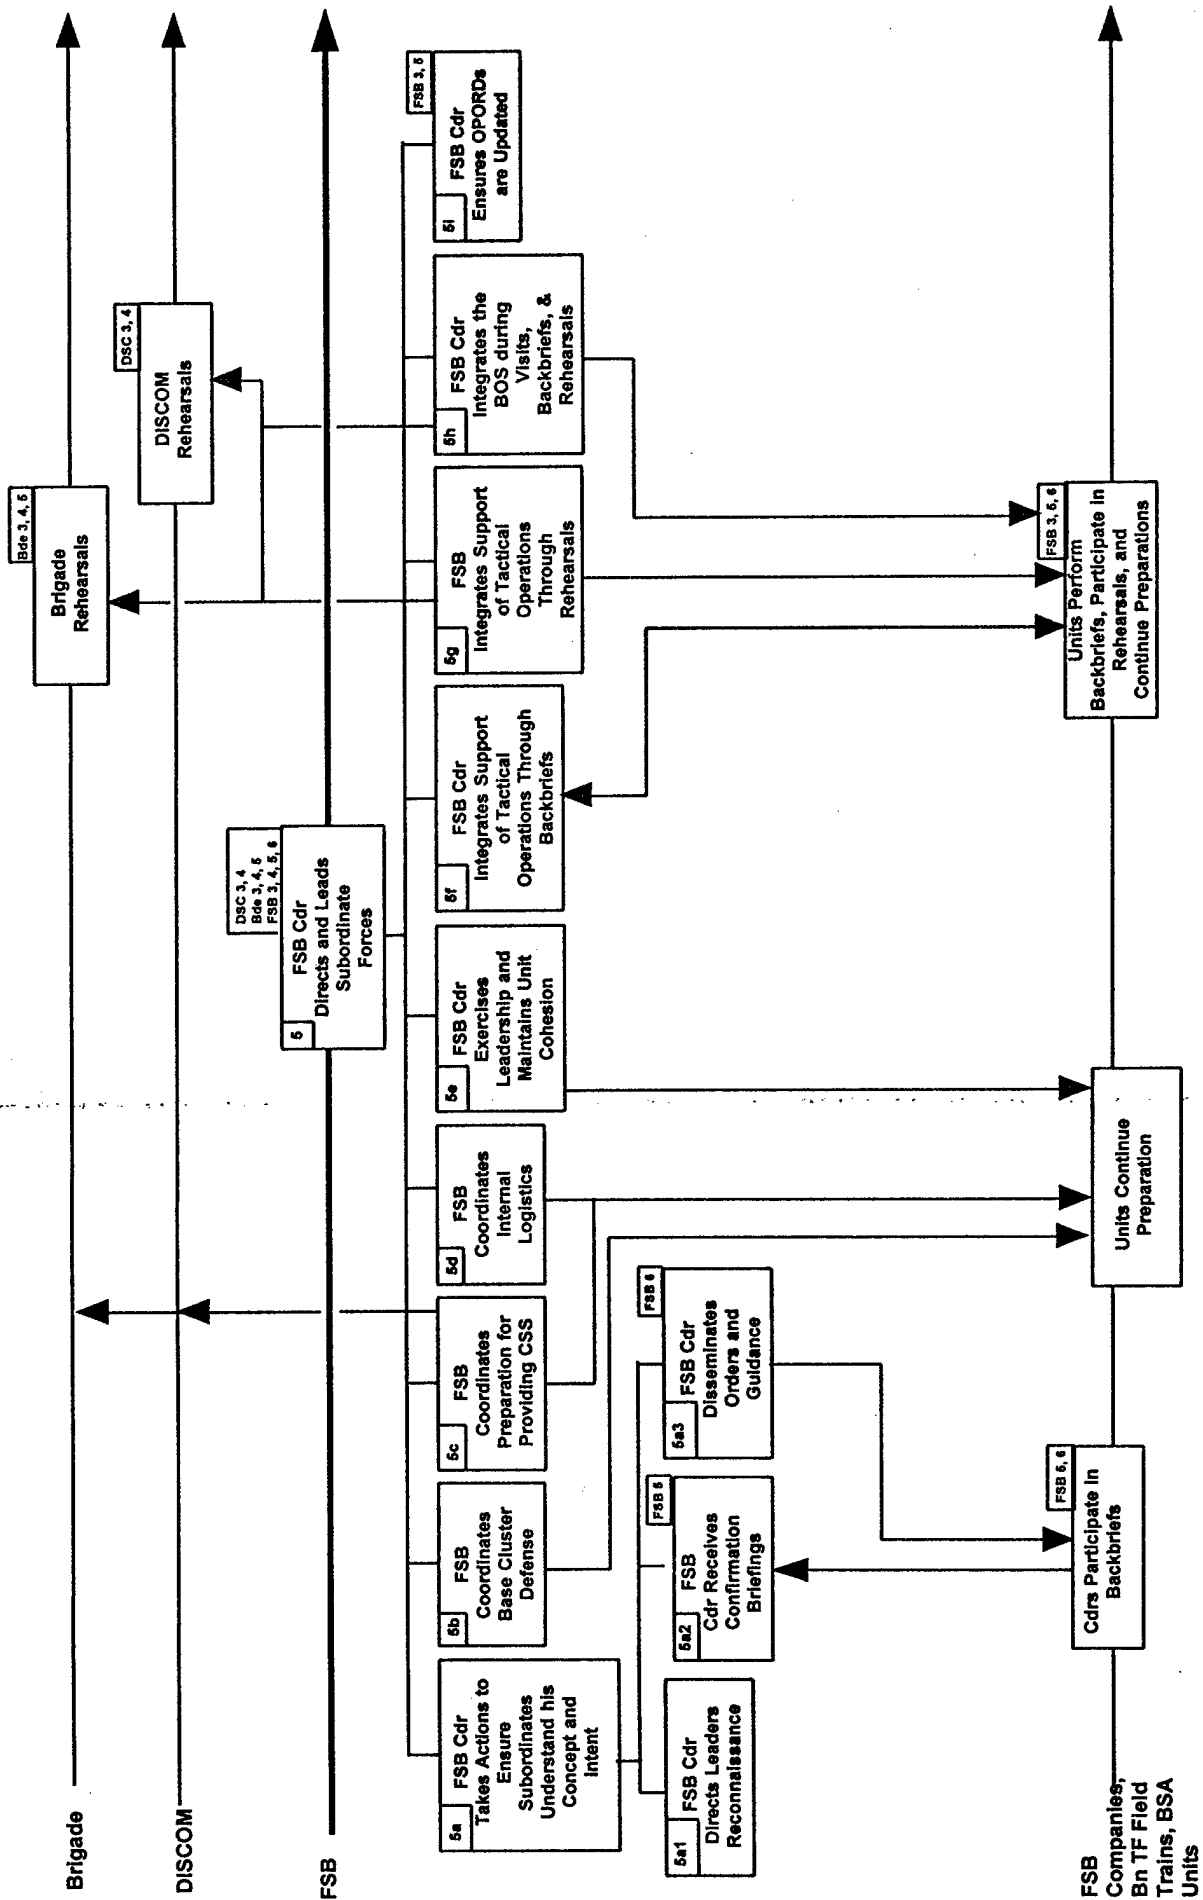 Brigade
Bde 3, 4, 5
Brigade
Rehearsals
DISCOM
DSC 3, 4
DISCOM
Rehearsals
FSB
DSC 3, 4
Bde 3, 4, 5
FSB 3, 4, 5, 6
5
FSB Cdr
Directs and Leads
Subordinate
Forces
5a
FSB Cdr
Takes Actions to
Ensure
Subordinates
Understand his
Concept and
Intent
5b
FSB
Coordinates
Base Cluster
Defense
5c
FSB
Coordinates
Preparation for
Providing CSS
5d
FSB
Coordinates
Internal
Logistics
5e
FSB Cdr
Exercises
Leadership and
Maintains Unit
Cohesion
5f
FSB Cdr
Integrates Support
of Tactical
Operations Through
Backbriefs
5g
FSB
Integrates Support
of Tactical
Operations
Through
Rehearsals
5h
FSB Cdr
Integrates the
BOS during
Visits,
Backbriefs, &
Rehearsals
FSB 3, 5
5i
FSB Cdr
Ensures OPORDs
are Updated
5a1
FSB Cdr
Directs Leaders
Reconnaissance
FSB 5
5a2
FSB
Cdr Receives
Confirmation
Briefings
FSB 6
5a3
FSB Cdr
Disseminates
Orders and
Guidance
FSB
Companies,
Bn TF Field
Trains, BSA
Units
FSB 5, 6
Cdrs Participate in
Backbriefs
Units Continue
Preparation
FSB 3, 5, 6
Units Perform
Backbriefs, Participate in
Rehearsals, and
Continue Preparations